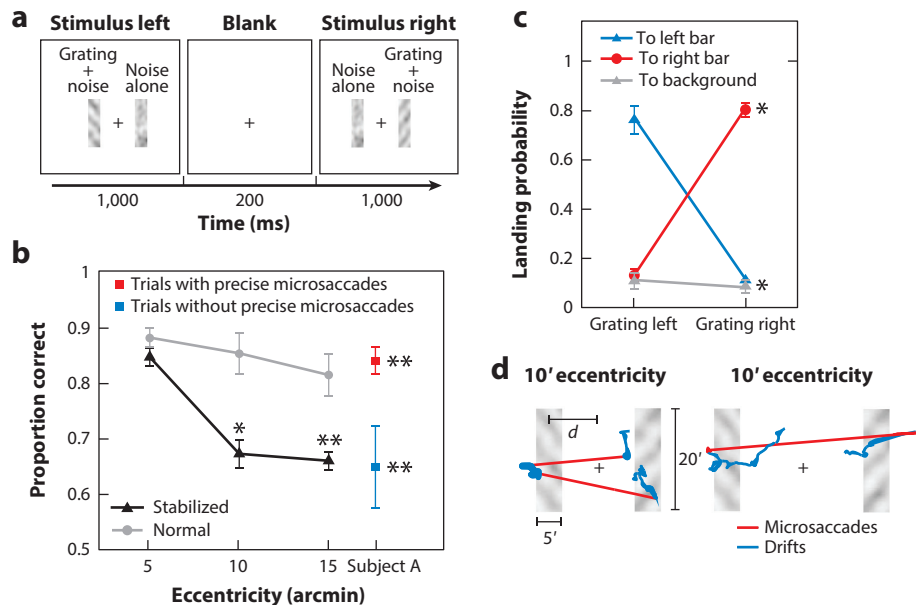 a
Stimulus left
Blank
Stimulus right
Grating
+
noise
Noise
alone
+
+
Noise
alone
Grating
+
noise
+
1,000
200
1,000
Time (ms)
b
Proportion correct
1
0.9
0.8
0.7
0.6
0.5
Trials with precise microsaccades
Trials without precise microsaccades
**
*
**
**
Stabilized
Normal
5
10
15
Subject A
Eccentricity (arcmin)
c
Landing probability
1
0.8
0.6
0.4
0.2
0
To left bar
To right bar
To background
*
*
Grating left
Grating right
d
10′ eccentricity
10′ eccentricity
d
+
20′
+
5′
Microsaccades
Drifts